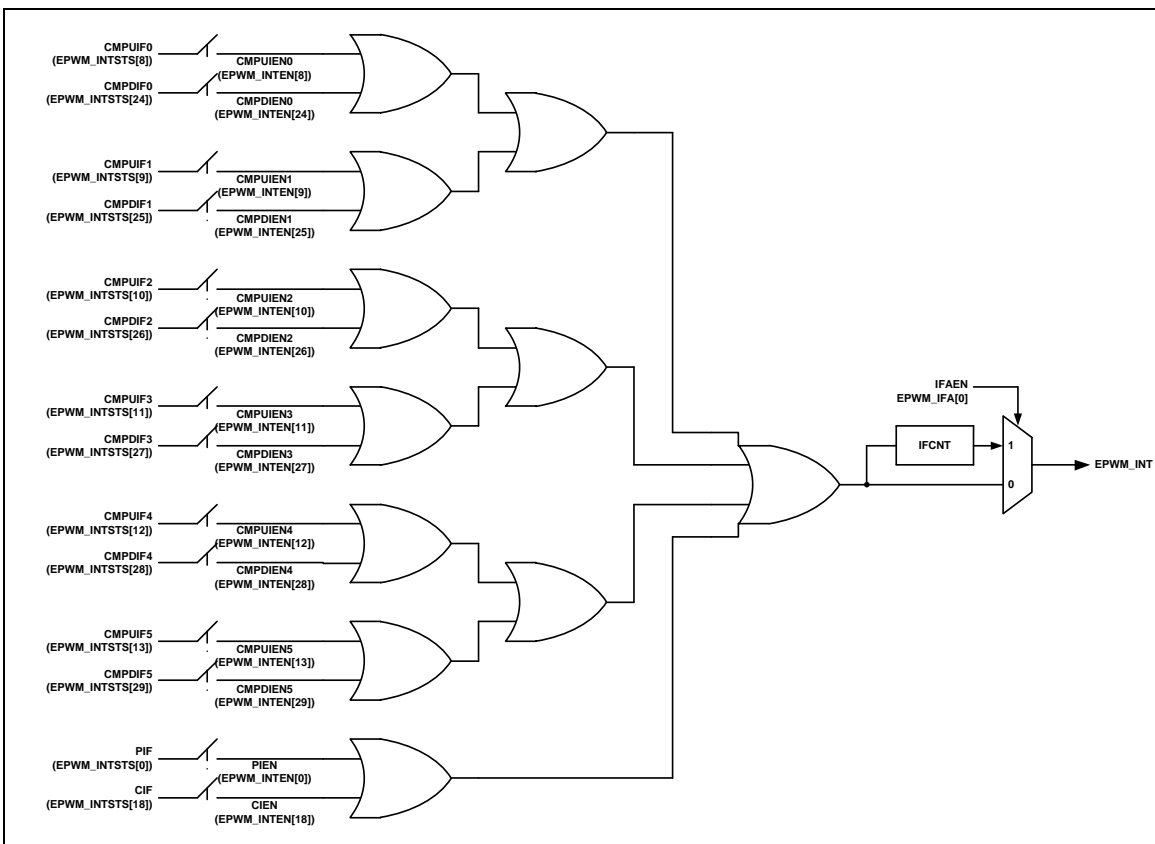 CMPUIF0
(EPWM_INTSTS[8])
CMPUIEN0
(EPWM_INTEN[8])
CMPDIF0
(EPWM_INTSTS[24])
CMPDIEN0
(EPWM_INTEN[24])
CMPUIF1
(EPWM_INTSTS[9])
CMPUIEN1
(EPWM_INTEN[9])
CMPDIF1
(EPWM_INTSTS[25])
CMPDIEN1
(EPWM_INTEN[25])
CMPUIF2
(EPWM_INTSTS[10])
CMPUIEN2
(EPWM_INTEN[10])
CMPDIF2
(EPWM_INTSTS[26])
CMPDIEN2
(EPWM_INTEN[26])
CMPUIF3
(EPWM_INTSTS[11])
CMPUIEN3
(EPWM_INTEN[11])
CMPDIF3
(EPWM_INTSTS[27])
CMPDIEN3
(EPWM_INTEN[27])
CMPUIF4
(EPWM_INTSTS[12])
CMPUIEN4
(EPWM_INTEN[12])
CMPDIF4
(EPWM_INTSTS[28])
CMPDIEN4
(EPWM_INTEN[28])
CMPUIF5
(EPWM_INTSTS[13])
CMPUIEN5
(EPWM_INTEN[13])
CMPDIF5
(EPWM_INTSTS[29])
CMPDIEN5
(EPWM_INTEN[29])
PIF
(EPWM_INTSTS[0])
PIEN
(EPWM_INTEN[0])
CIF
(EPWM_INTSTS[18])
CIEN
(EPWM_INTEN[18])
IFAEN
EPWM_IFA[0]
IFCNT
1
0
EPWM_INT